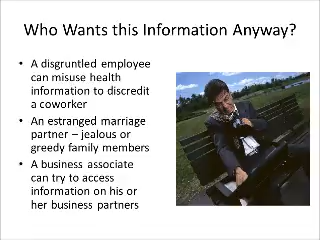 Who Wants this Information Anyway?
• A disgruntled employee
can misuse health
information to discredit
a coworker
• An estranged marriage
partner – jealous or
greedy family members
• A business associate
can try to access
information on his or
her business partners